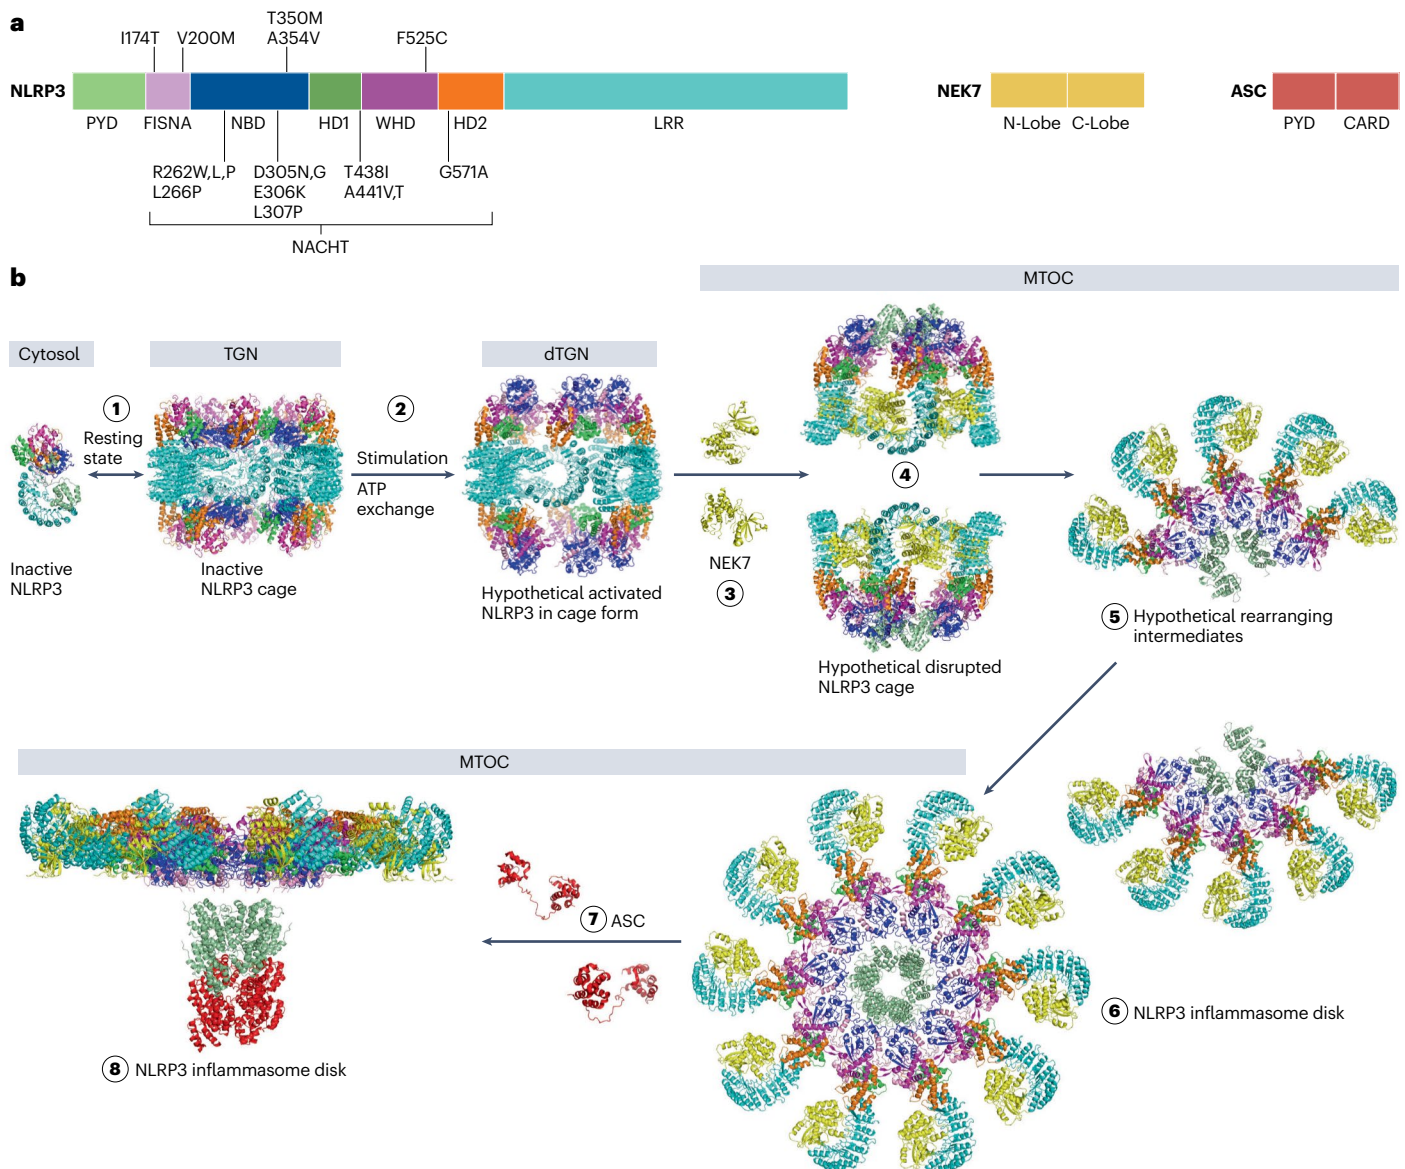 a
T350M
I174T V200M A354V F525C
NLRP3 NEK7 ASC
PYD FISNA NBD HD1 WHD HD2 LRR N-Lobe C-Lobe PYD CARD
R262W,L,P D305N,G T438I G571A
L266P E306K A441V,T
L307P
NACHT
b
MTOC
Cytosol TGN dTGN
1
Resting
state
2
Stimulation
ATP
exchange
Inactive
NLRP3
Inactive
NLRP3 cage
Hypothetical activated
NLRP3 in cage form
NEK7
3
4
Hypothetical disrupted
NLRP3 cage
5 Hypothetical rearranging
intermediates
MTOC
7 ASC
6 NLRP3 inflammasome disk
8 NLRP3 inflammasome disk